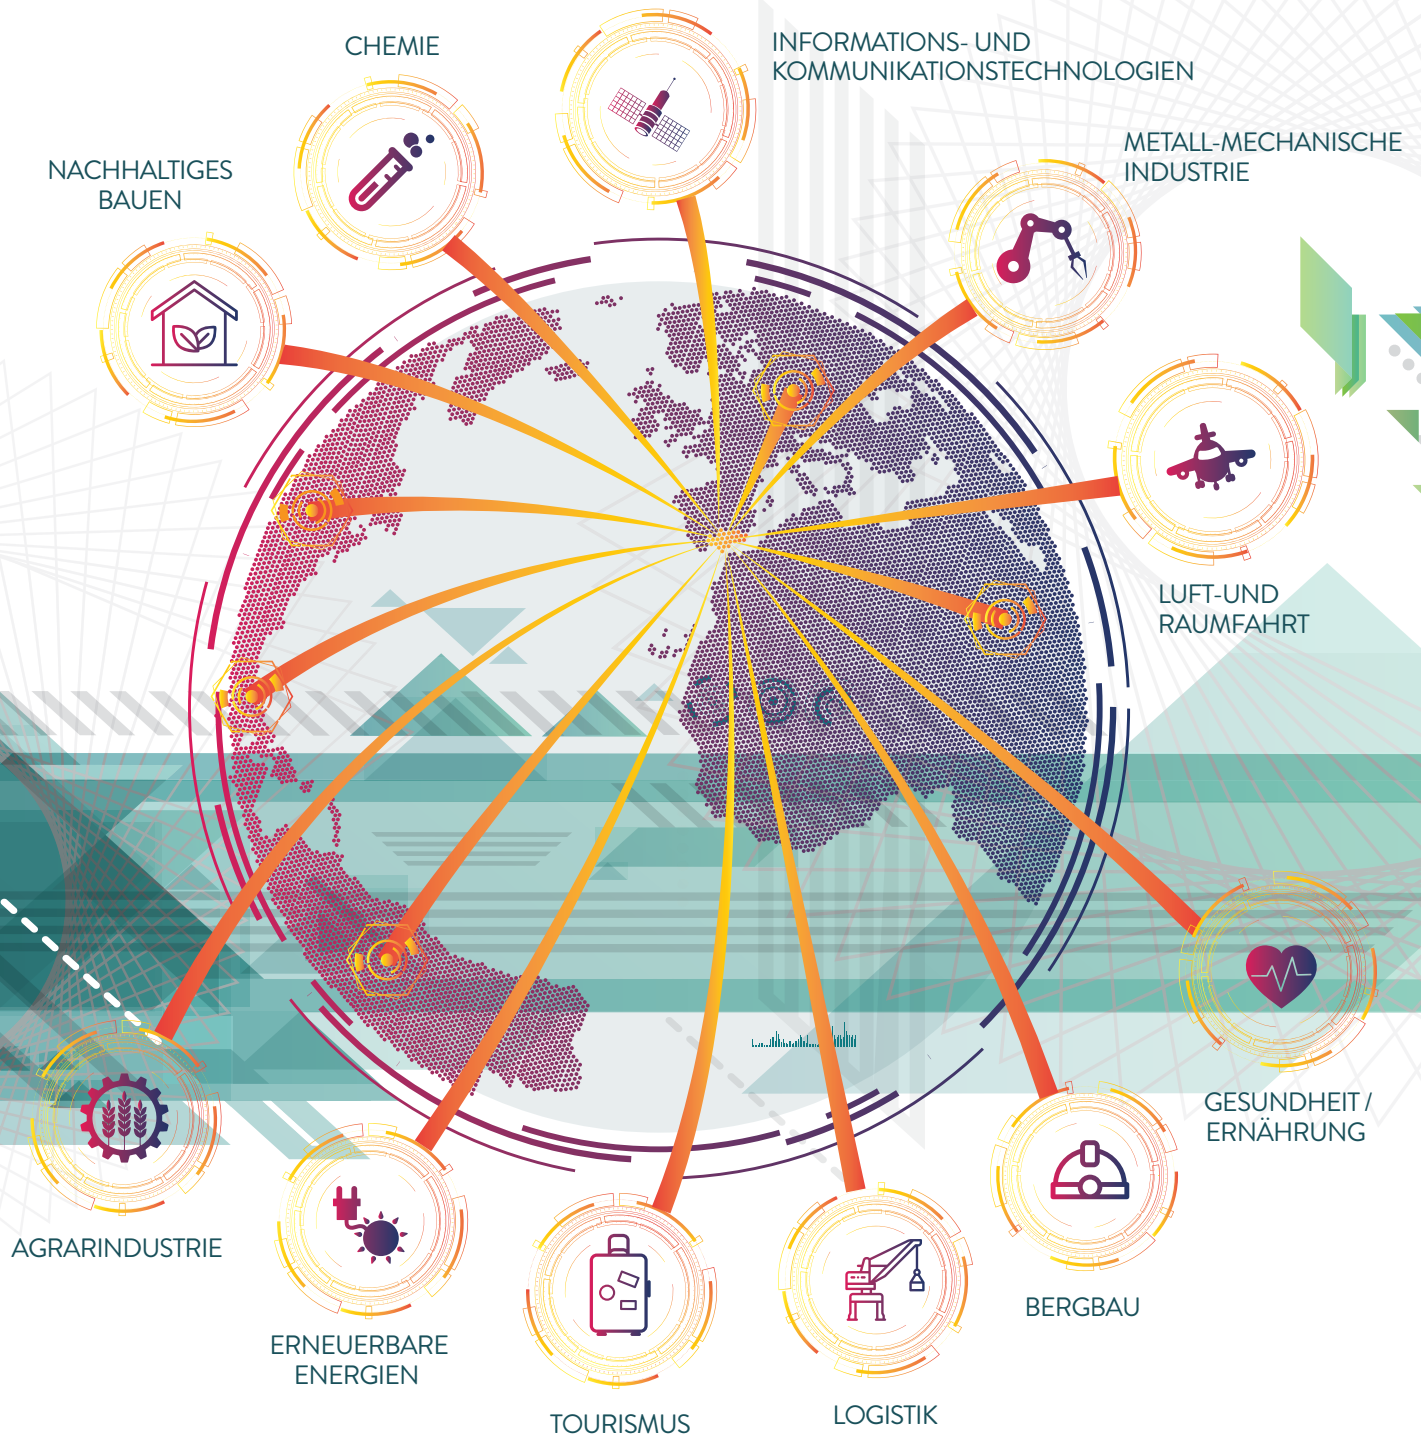 CHEMIE
INFORMATIONS- UND
KOMMUNIKATIONSTECHNOLOGIEN
METALL-MECHANISCHE
INDUSTRIE
NACHHALTIGES
BAUEN
LUFT-UND
RAUMFAHRT
GESUNDHEIT /
ERNÄHRUNG
AGRARINDUSTRIE
BERGBAU
ERNEUERBARE
ENERGIEN
TOURISMUS
LOGISTIK